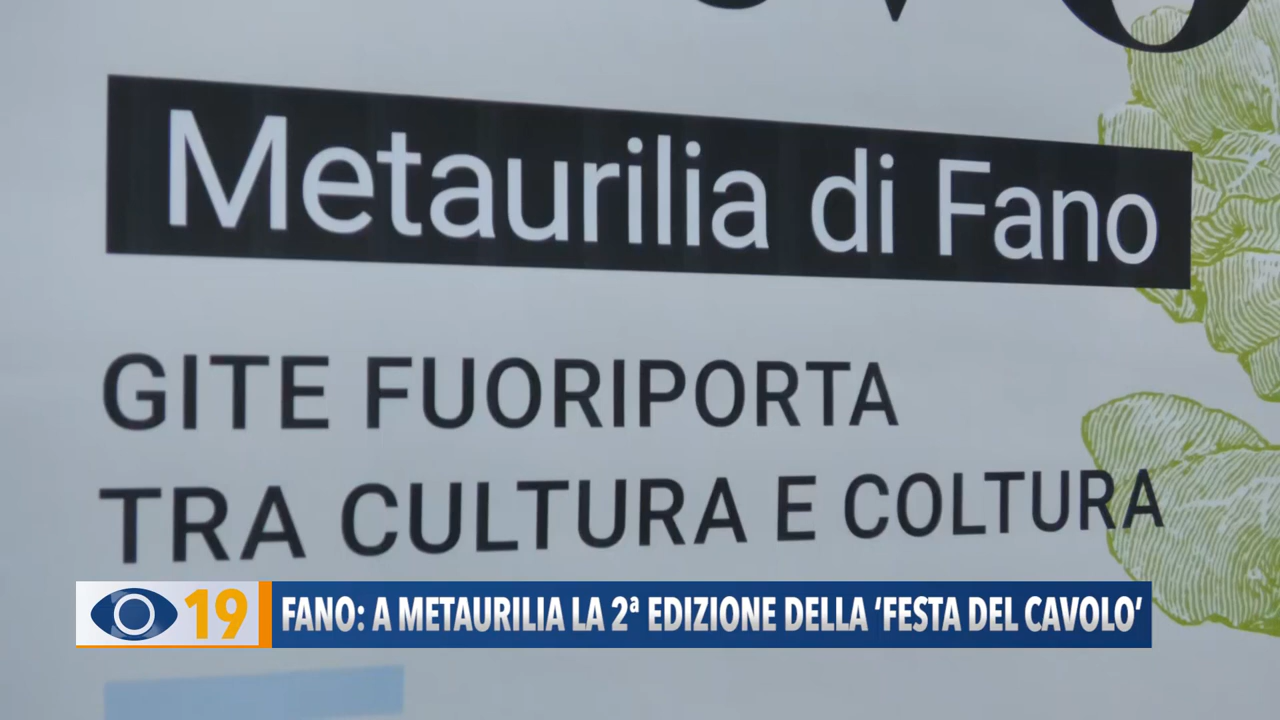 Metaurilia di Fano
GITE FUORIPORTA
TRA CULTURA E COLTURA
19
FANO: A METAURILIA LA 2ª EDIZIONE DELLA ‘FESTA DEL CAVOLO’